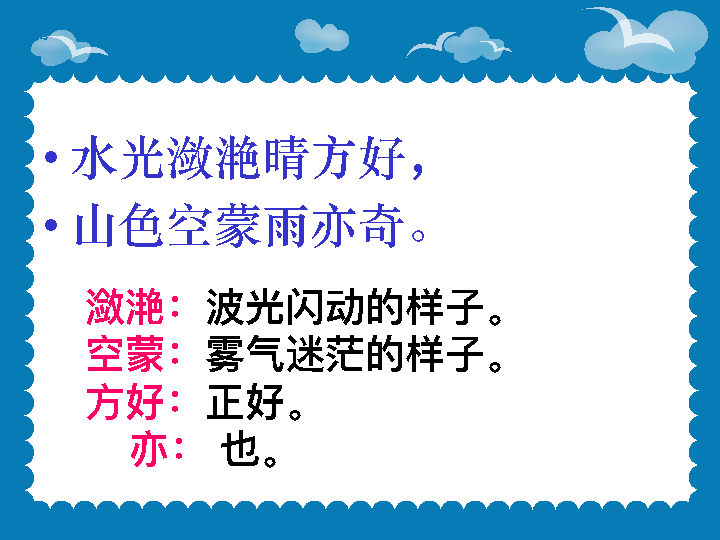 • 水光潋滟晴方好，
• 山色空蒙雨亦奇。
潋滟：波光闪动的样子。
空蒙：雾气迷茫的样子。
方好：正好。
亦： 也。